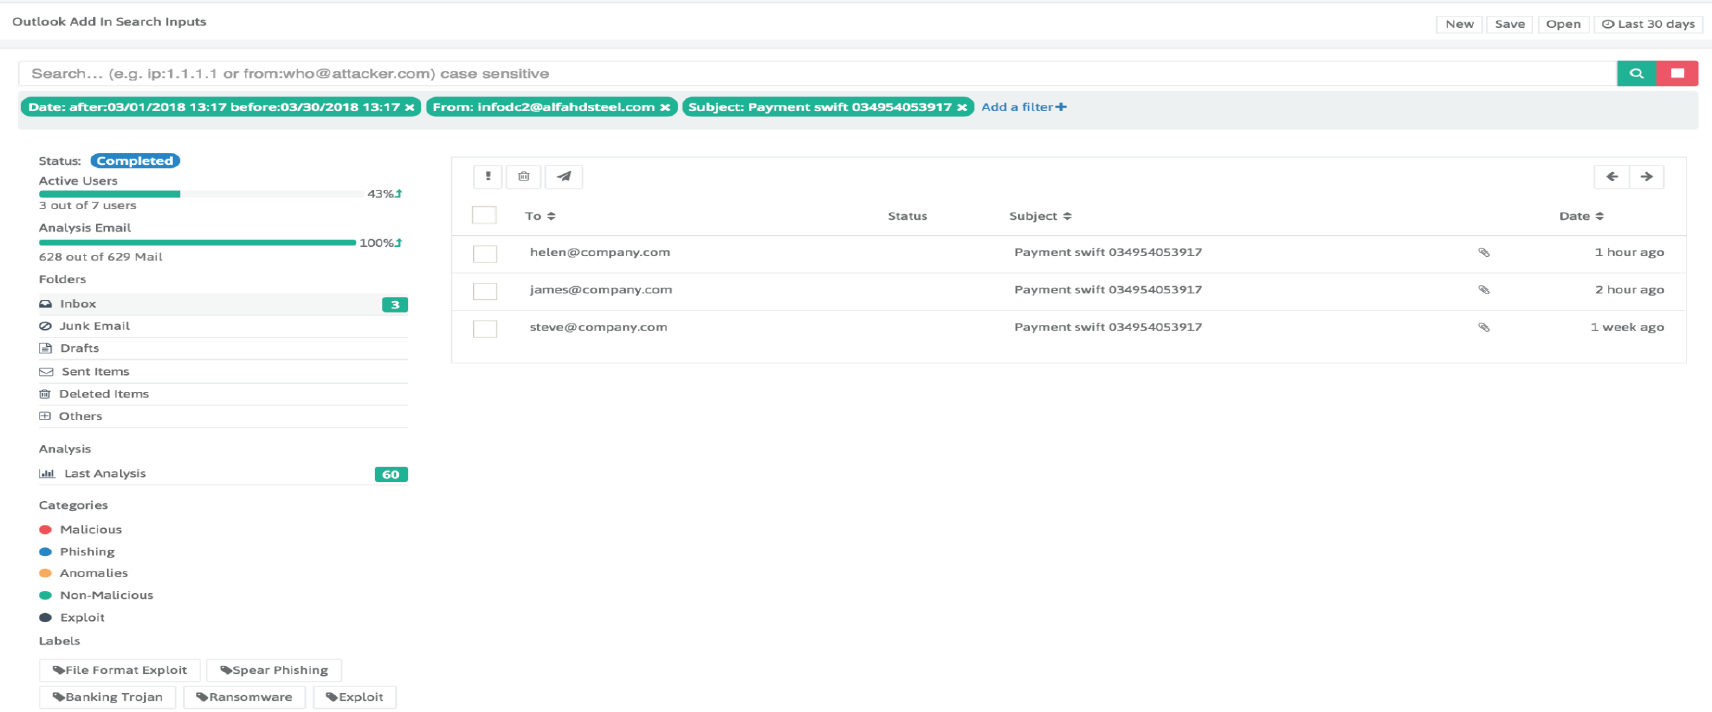 Outlook Add In Search Inputs
New Save Open Last 30 days
Search... (e.g. ip:1.1.1.1 or from:who@attacker.com) case sensitive
Date: after:03/01/2018 13:17 before:03/30/2018 13:17 × From: infodc2@alfahdsteel.com × Subject: Payment swift 034954053917 × Add a filter+
Status: Completed
Active Users
43%
3 out of 7 users
Analysis Email
100%
628 out of 629 Mail
Folders
Inbox 3
Junk Email
Drafts
Sent Items
Deleted Items
Others
Analysis
Last Analysis 60
Categories
Malicious
Phishing
Anomalies
Non-Malicious
Exploit
Labels
File Format Exploit Spear Phishing
Banking Trojan Ransomware Exploit
To Status Subject Date
helen@company.com Payment swift 034954053917 1 hour ago
james@company.com Payment swift 034954053917 2 hour ago
steve@company.com Payment swift 034954053917 1 week ago